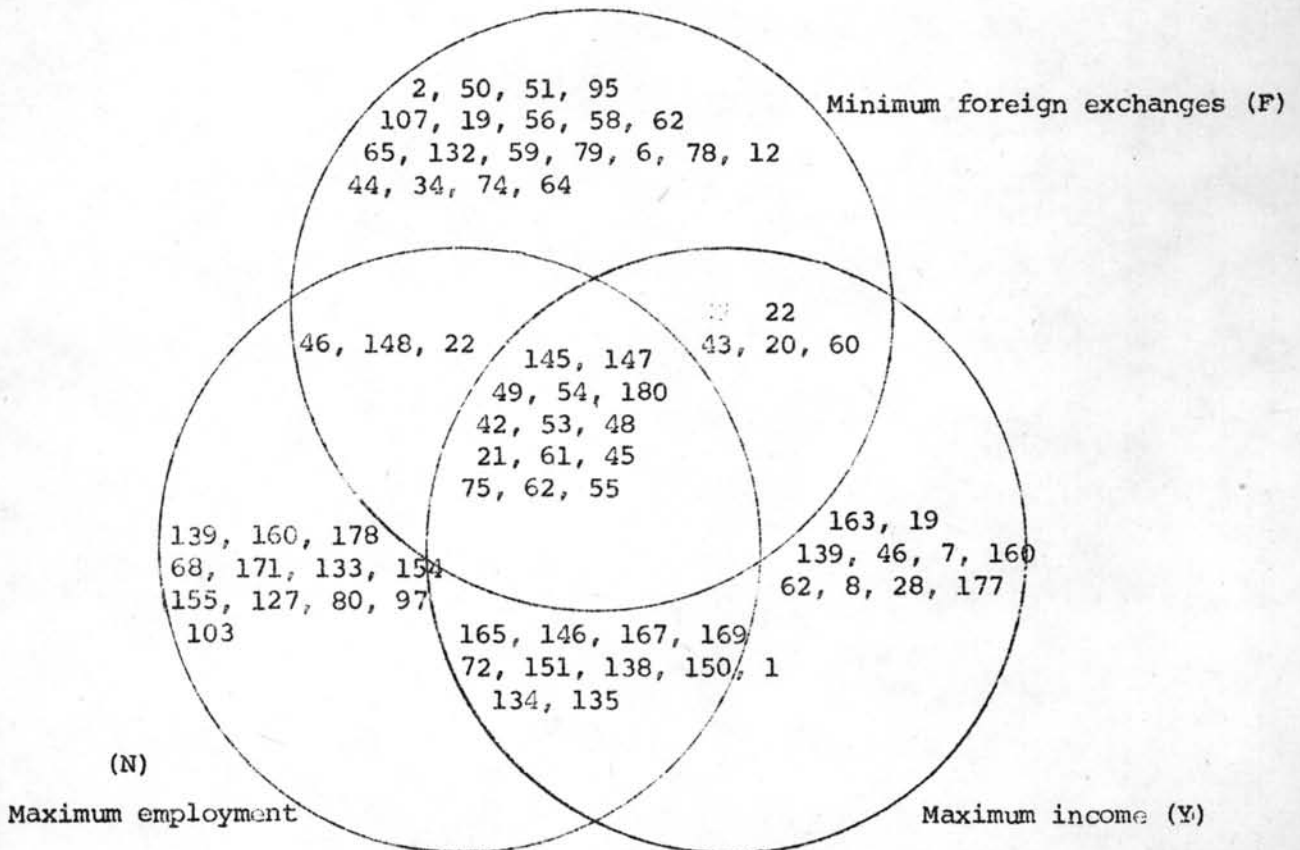 2, 50, 51, 95
107, 19, 56, 58, 62
65, 132, 59, 79, 6, 78, 12
44, 34, 74, 64
Minimum foreign exchanges (F)
22
43, 20, 60
46, 148, 22
145, 147
49, 54, 180
42, 53, 48
21, 61, 45
75, 62, 55
139, 160, 178
68, 171, 133, 154
155, 127, 80, 97
103
163, 19
139, 46, 7, 160
62, 8, 28, 177
165, 146, 167, 169
72, 151, 138, 150, 1
134, 135
(N)
Maximum employment
Maximum income (Y)